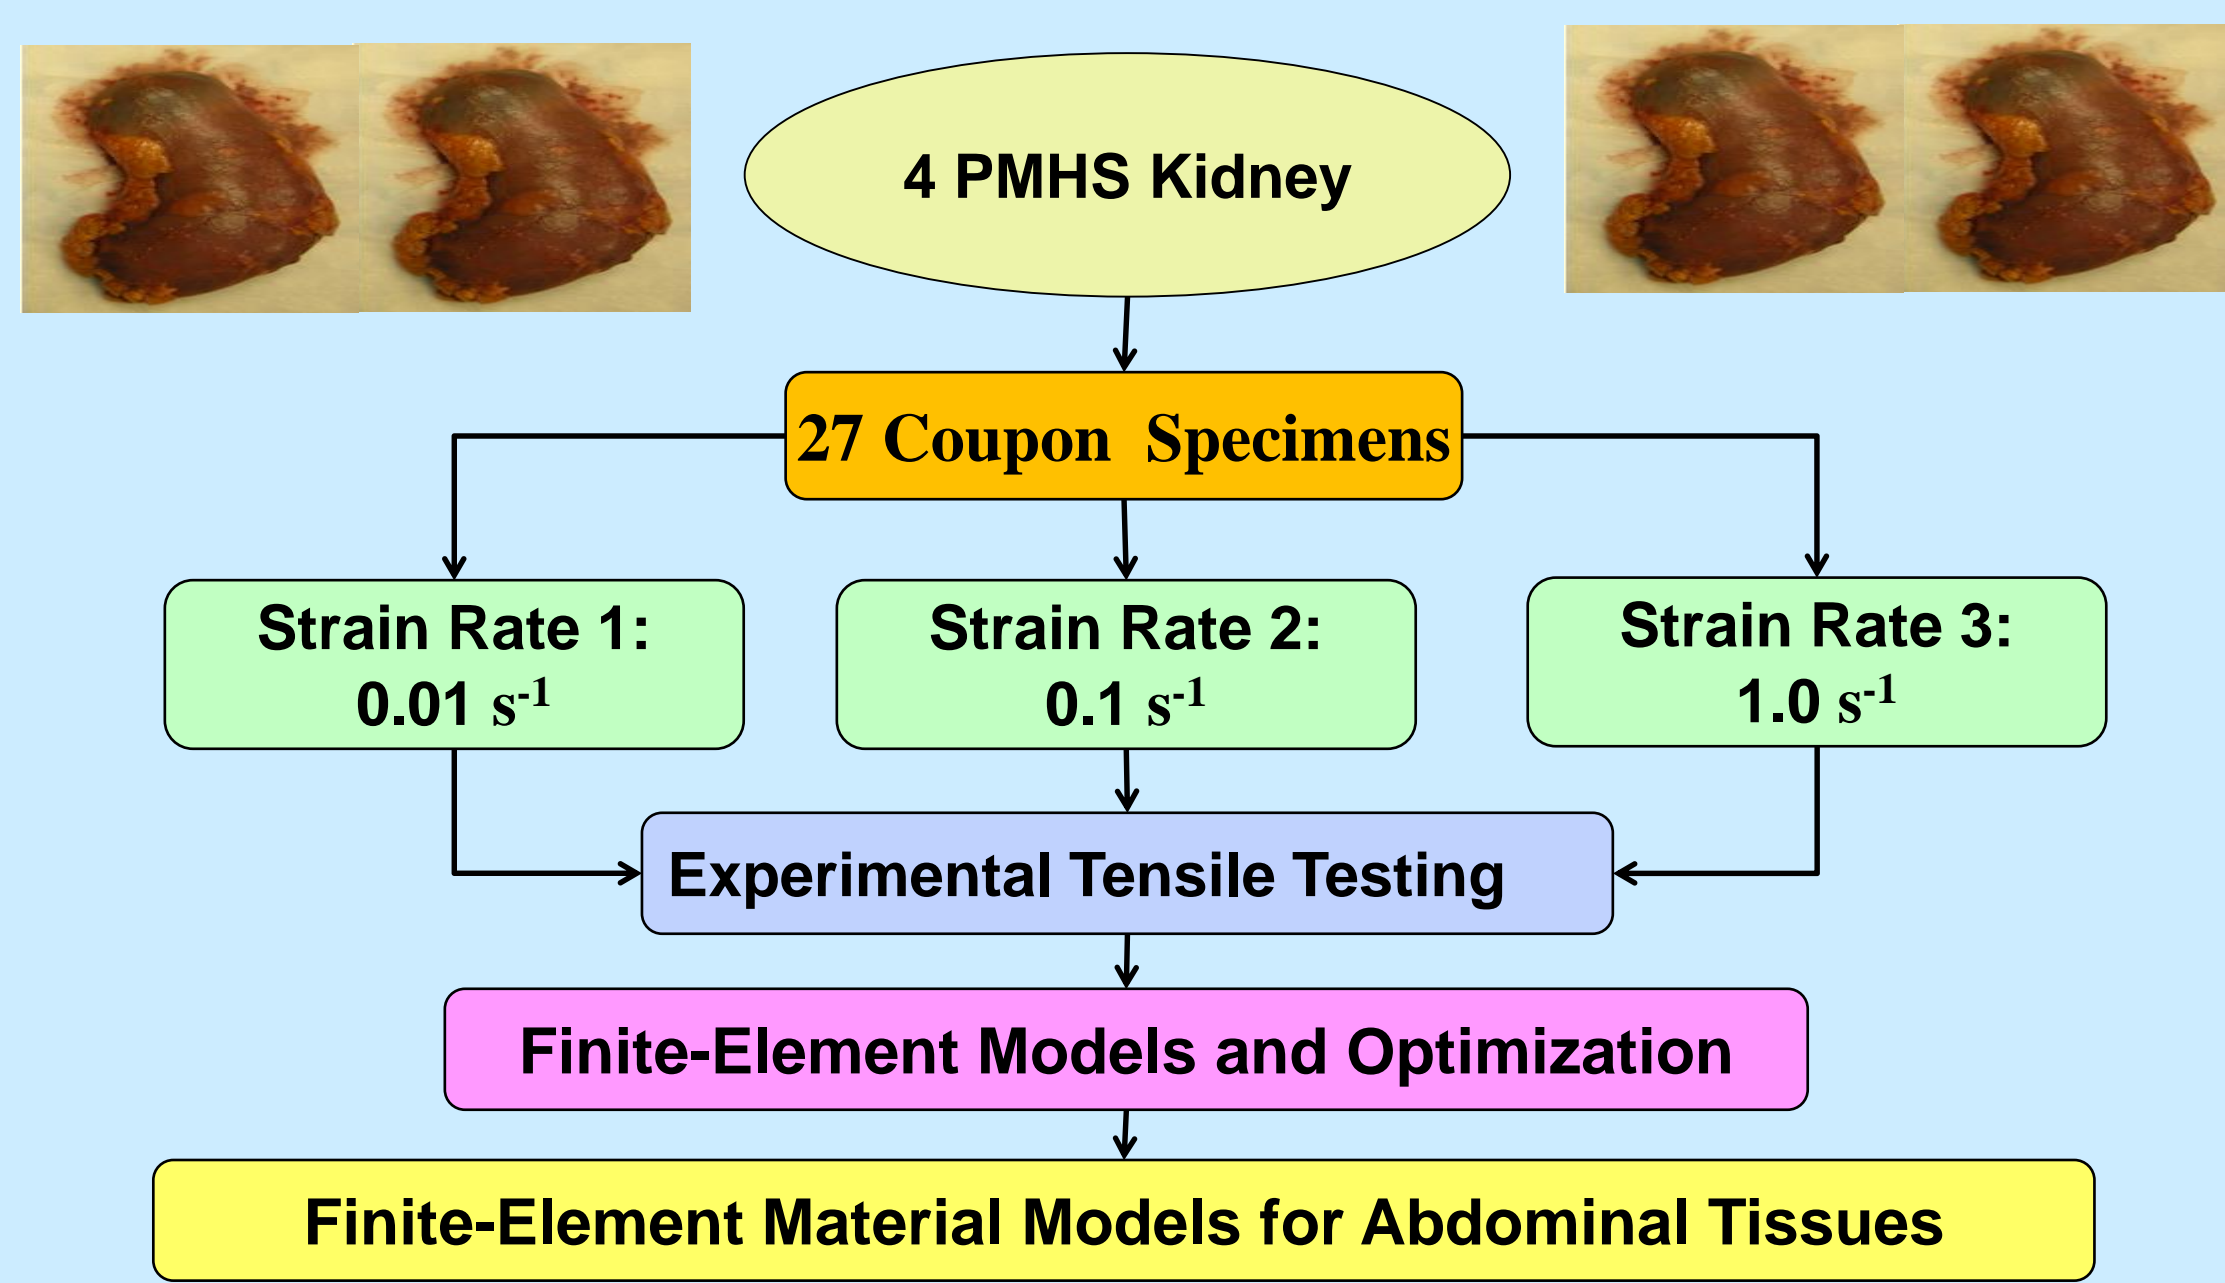 4 PMHS Kidney
27 Coupon  Specimens
Strain Rate 1:
0.01 s⁻¹
Strain Rate 2:
0.1 s⁻¹
Strain Rate 3:
1.0 s⁻¹
Experimental Tensile Testing
Finite-Element Models and Optimization
Finite-Element Material Models for Abdominal Tissues